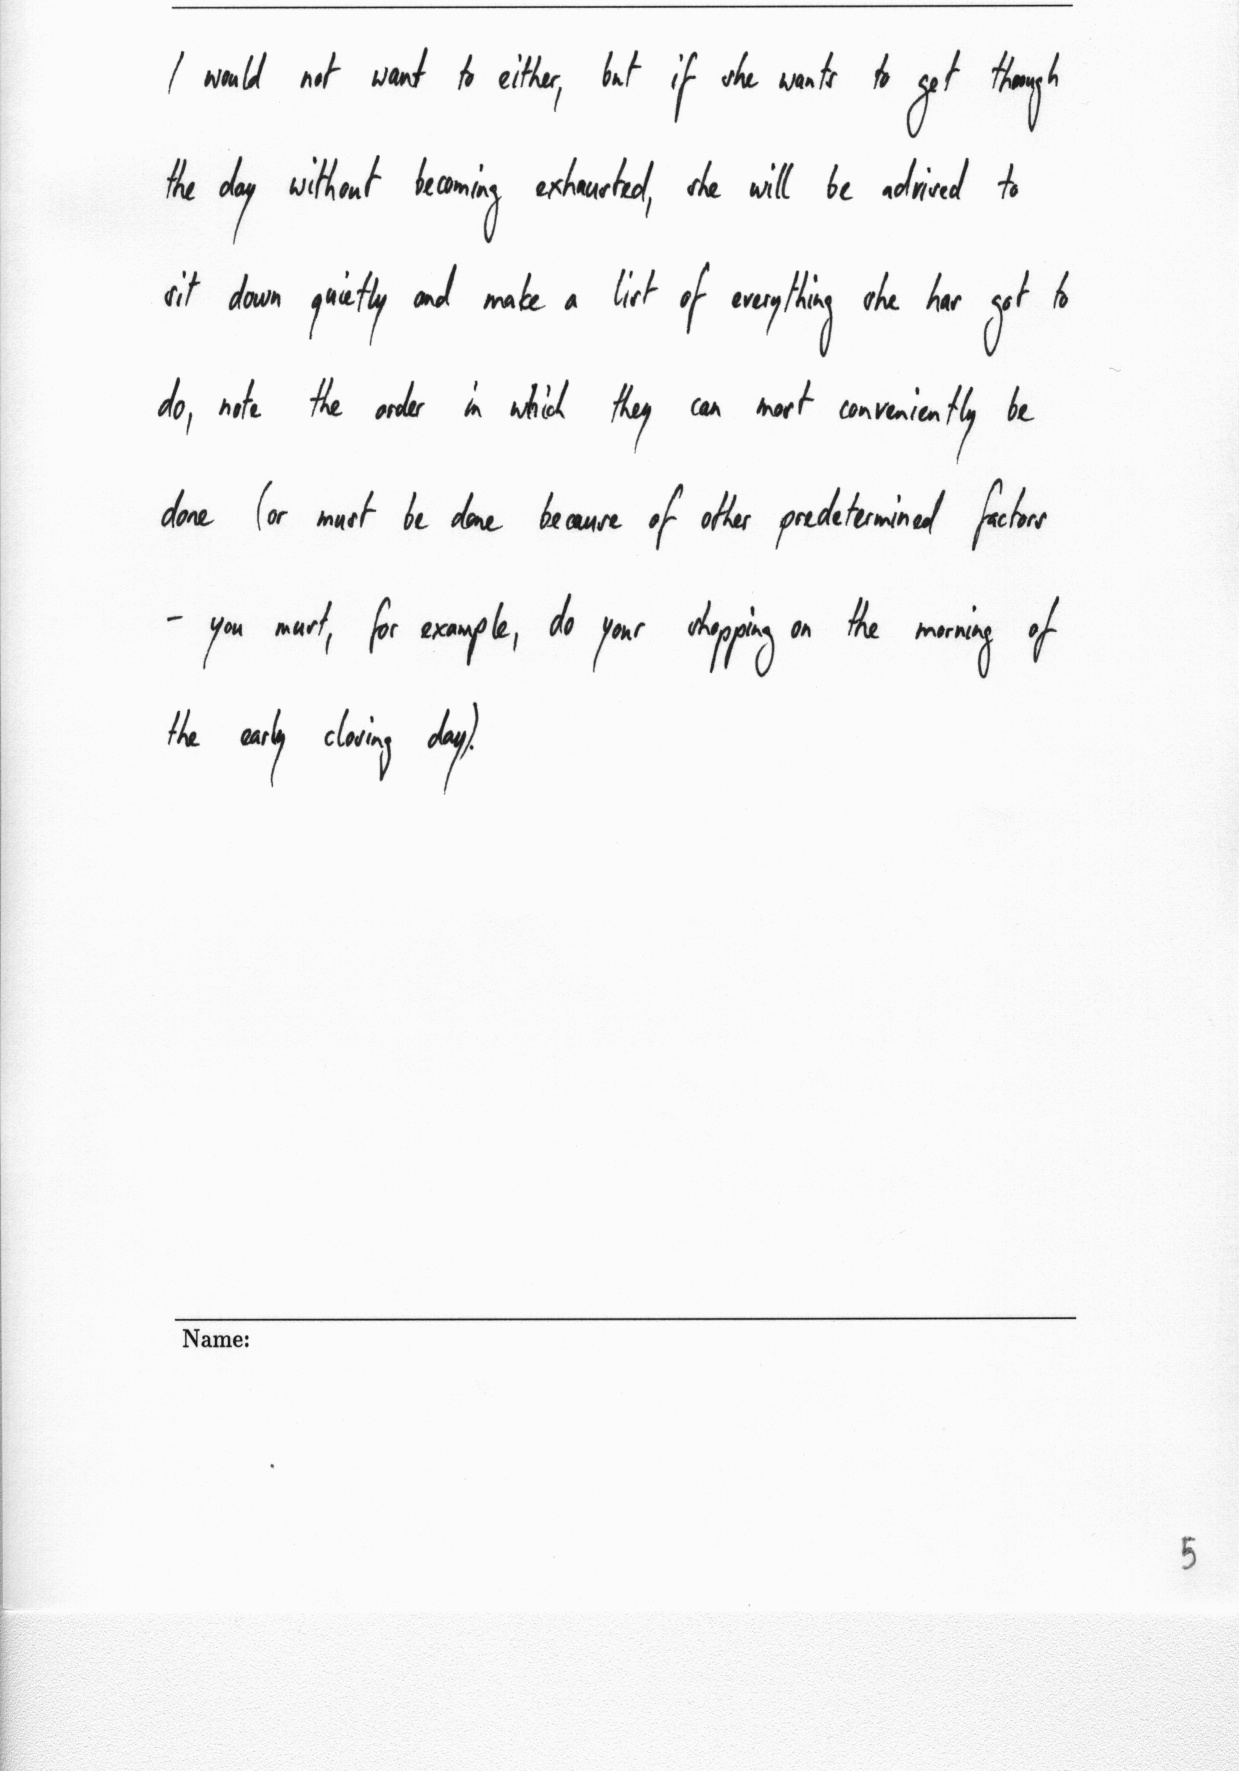 I would not want to either, but if she wants to get though
the day without becoming exhausted, she will be advised to
sit down quietly and make a list of everything she has got to
do, note the order in which they can most conveniently be
done (or must be done because of other predetermined factors
- you must, for example, do your shopping on the morning of
the early closing day).
Name:
5